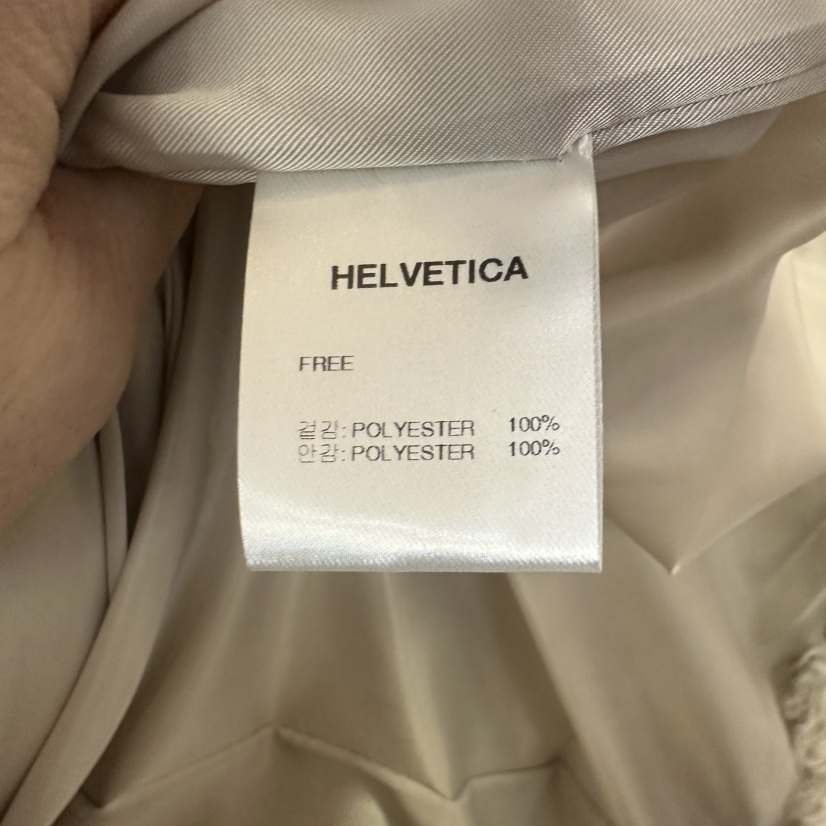 HELVETICA
FREE
겉감: POLYESTER 100%
안감: POLYESTER 100%